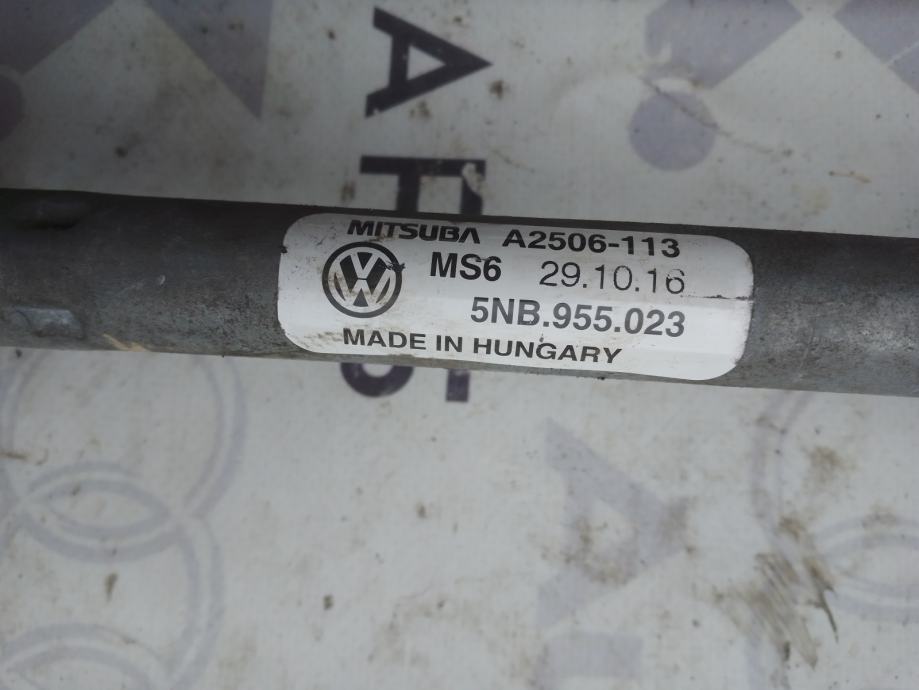 MITSUBA A2506-113
MS6 29.10.16
5NB.955.023
MADE IN HUNGARY